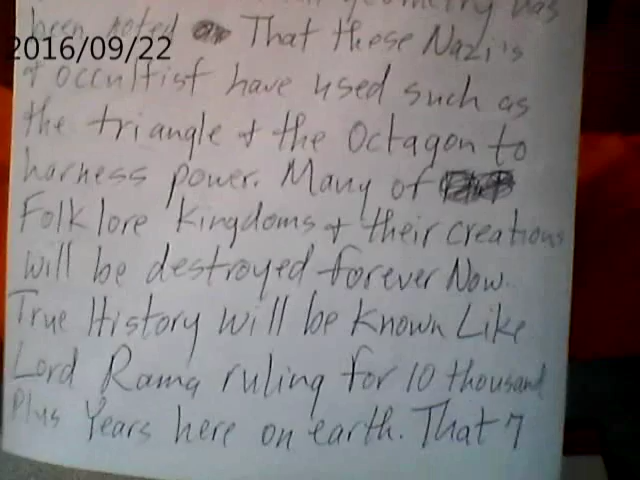 geometry has
been noted That these Nazi's
2016/09/22
& occultist have used such as
the triangle & the Octagon to
harness power. Many of
Folklore kingdoms & their creations
will be destroyed forever Now.
True History will be known Like
Lord Rama ruling for 10 thousand
Plus Years here on earth. That 7